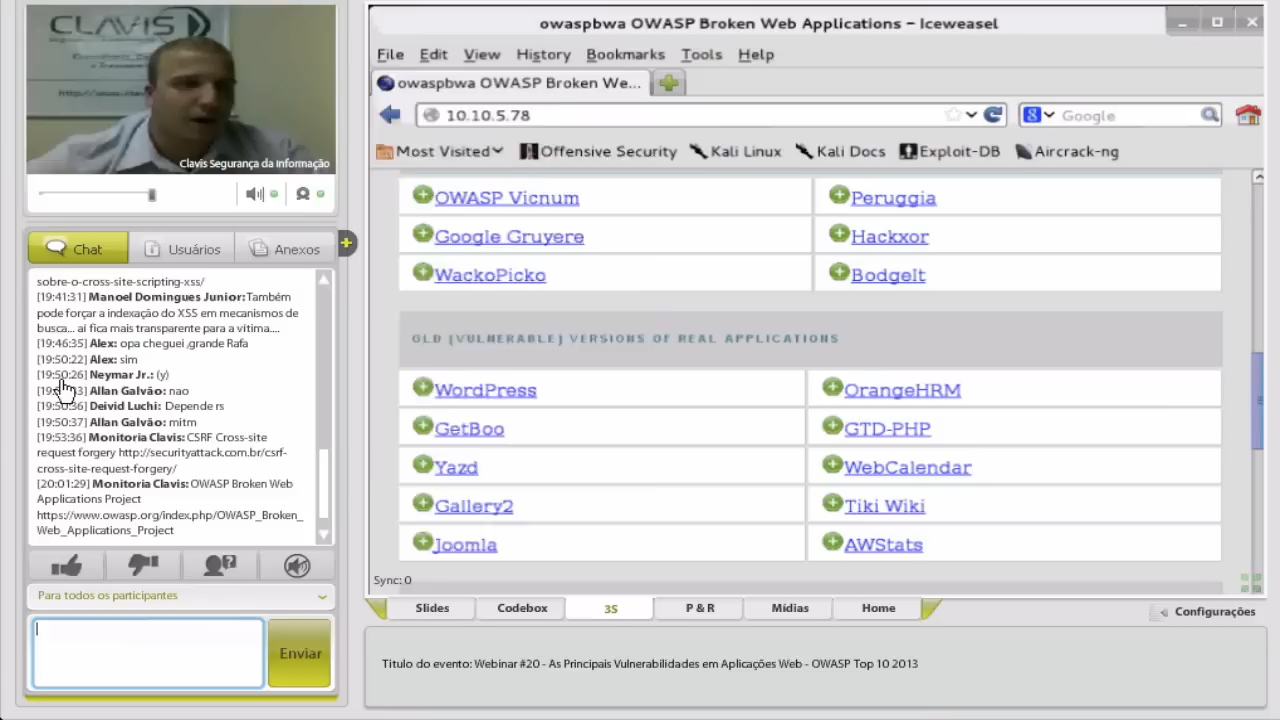 CLAVIS
Clavis Segurança da Informação
Chat
Usuários
Anexos
sobre-o-cross-site-scripting-xss/
[19:41:31] Manoel Domingues Junior: Também
pode forçar a indexação do XSS em mecanismos de
busca... aí fica mais transparente para a vítima....
[19:46:35] Alex: opa cheguei ,grande Rafa
[19:50:22] Alex: sim
[19:50:26] Neymar Jr.: (y)
Allan Galvão: nao
[19:50:36] Deivid Luchi: Depende rs
[19:50:37] Allan Galvão: mitm
[19:53:36] Monitoria Clavis: CSRF Cross-site
request forgery http://securityattack.com.br/csrf-
cross-site-request-forgery/
[20:01:29] Monitoria Clavis: OWASP Broken Web
Applications Project
https://www.owasp.org/index.php/OWASP_Broken_
Web_Applications_Project
Para todos os participantes
Enviar
owaspbwa OWASP Broken Web Applications - Iceweasel
File Edit View History Bookmarks Tools Help
owaspbwa OWASP Broken We...
10.10.5.78
Google
Most Visited Offensive Security Kali Linux Kali Docs Exploit-DB Aircrack-ng
OWASP Vicnum Peruggia
Google Gruyere Hackxor
WackoPicko BodgeIt
OLD (VULNERABLE) VERSIONS OF REAL APPLICATIONS
WordPress OrangeHRM
GetBoo GTD-PHP
Yazd WebCalendar
Gallery2 Tiki Wiki
Joomla AWStats
Sync: 0
Slides Codebox 3S P & R Mídias Home
Configurações
Titulo do evento: Webinar #20 - As Principais Vulnerabilidades em Aplicações Web - OWASP Top 10 2013